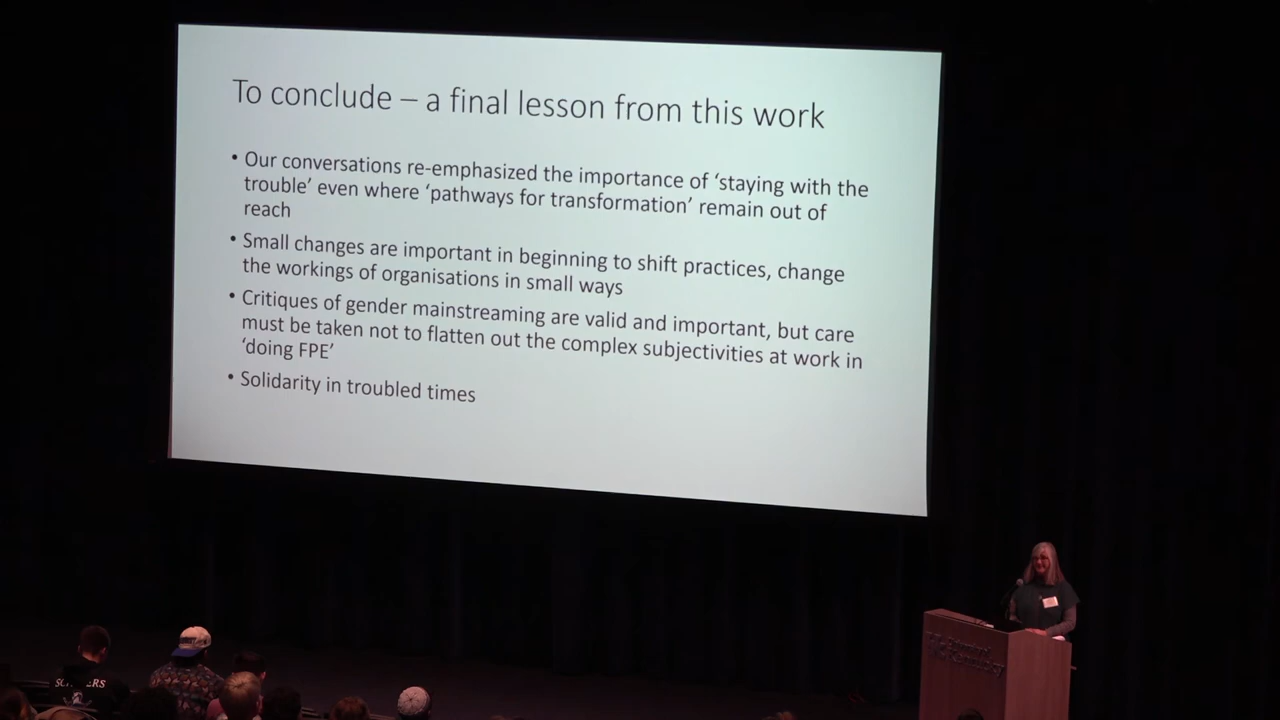 To conclude – a final lesson from this work
• Our conversations re-emphasized the importance of ‘staying with the
trouble’ even where ‘pathways for transformation’ remain out of
reach
• Small changes are important in beginning to shift practices, change
the workings of organisations in small ways
• Critiques of gender mainstreaming are valid and important, but care
must be taken not to flatten out the complex subjectivities at work in
‘doing FPE’
• Solidarity in troubled times